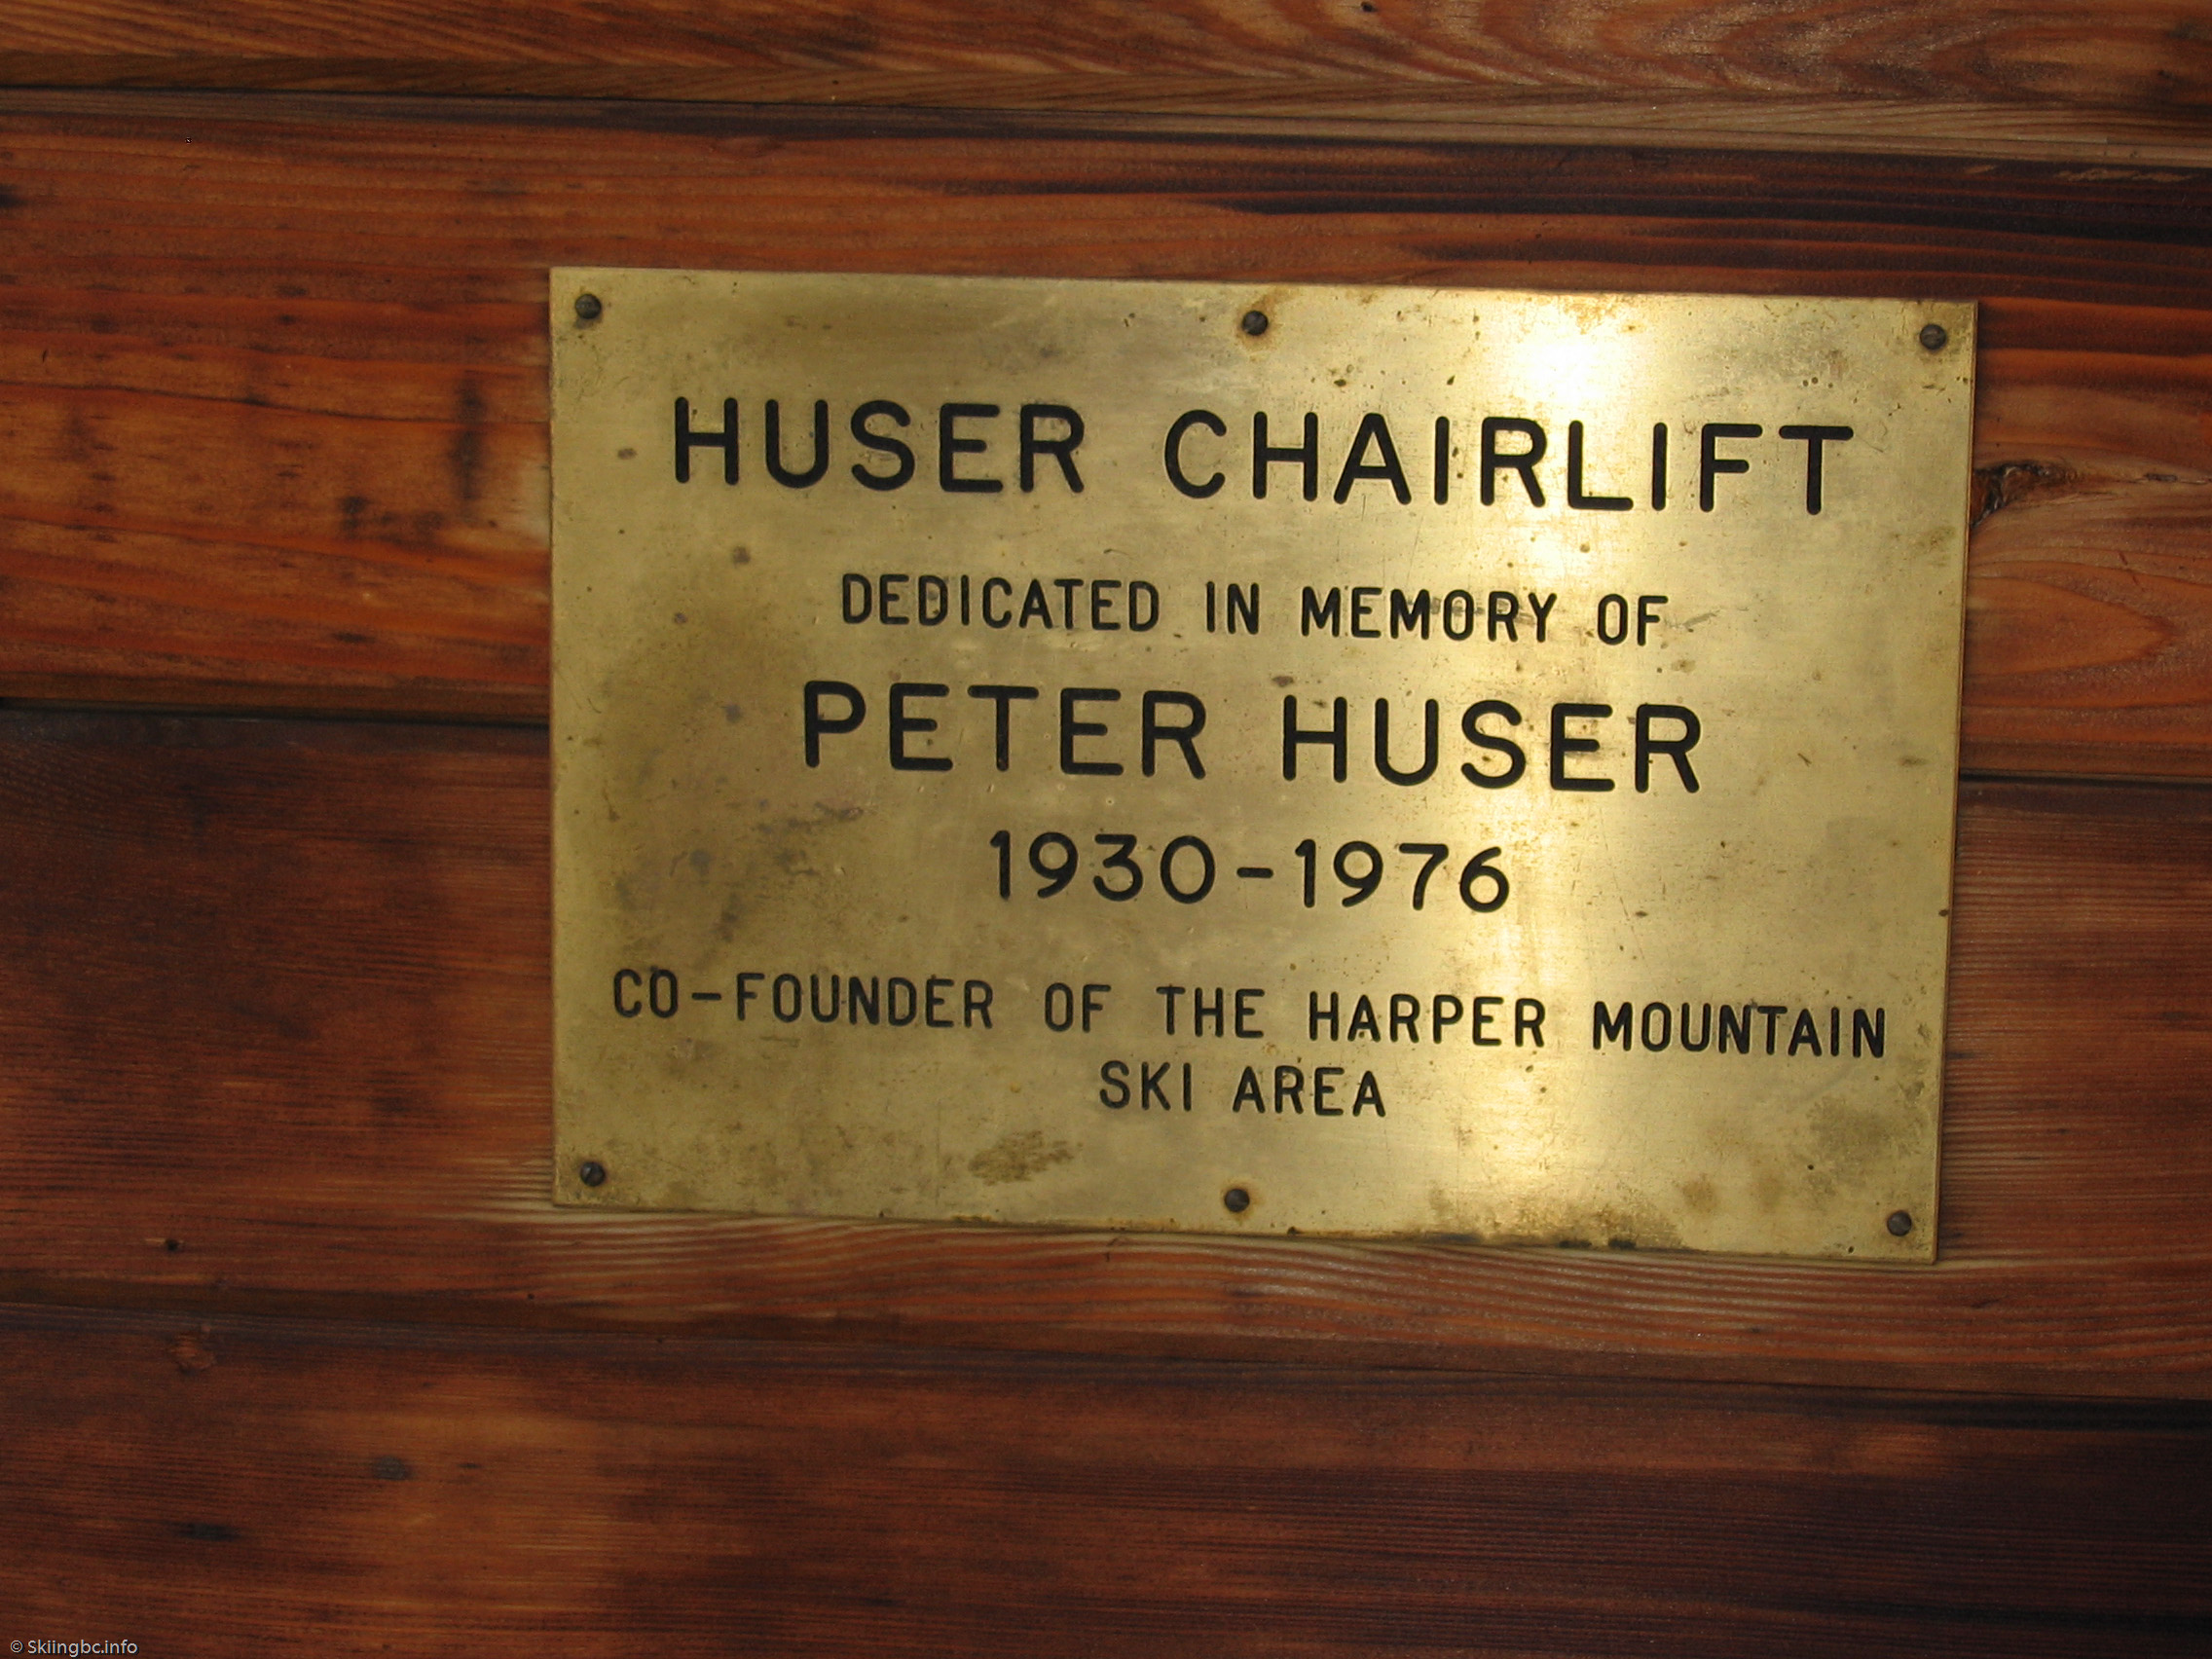 HUSER CHAIRLIFT
DEDICATED IN MEMORY OF
PETER HUSER
1930-1976
CO-FOUNDER OF THE HARPER MOUNTAIN
SKI AREA
© Skiingbc.info